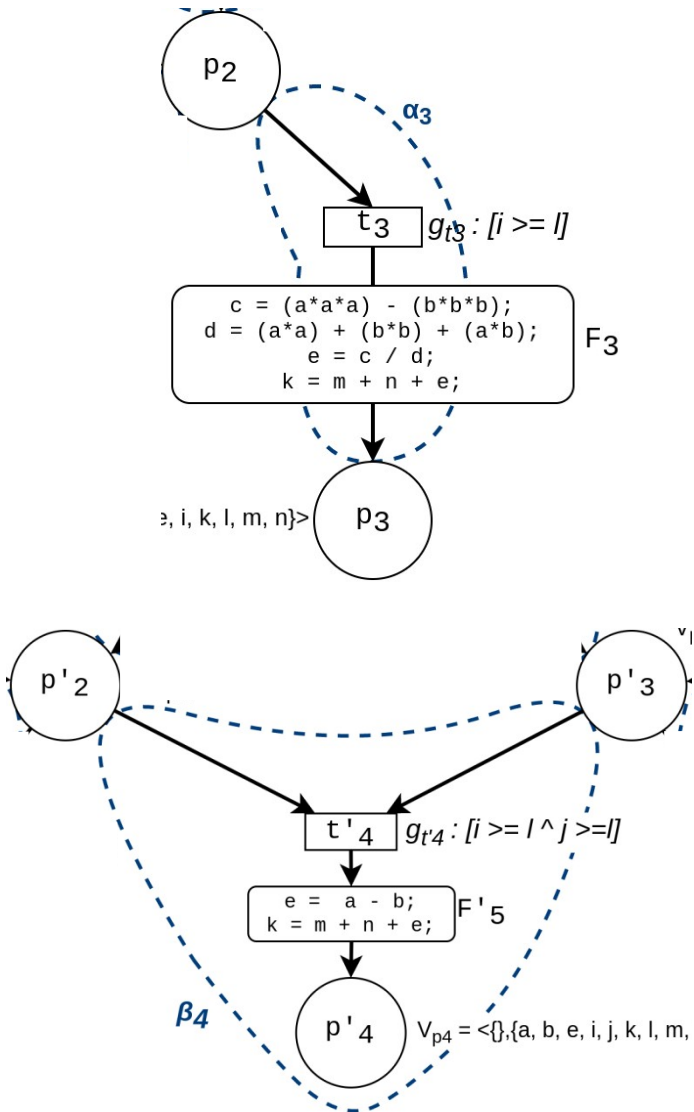 p2
α3
t3
gt3 : [i >= l]
c = (a*a*a) - (b*b*b);
d = (a*a) + (b*b) + (a*b);
e = c / d;
k = m + n + e;
F3
e, i, k, l, m, n}>
p3
p'2
p'3
t'4
gt'4 : [i >= l ^ j >=l]
e = a - b;
k = m + n + e;
F'5
β4
p'4
Vp4 = <{},{a, b, e, i, j, k, l, m,